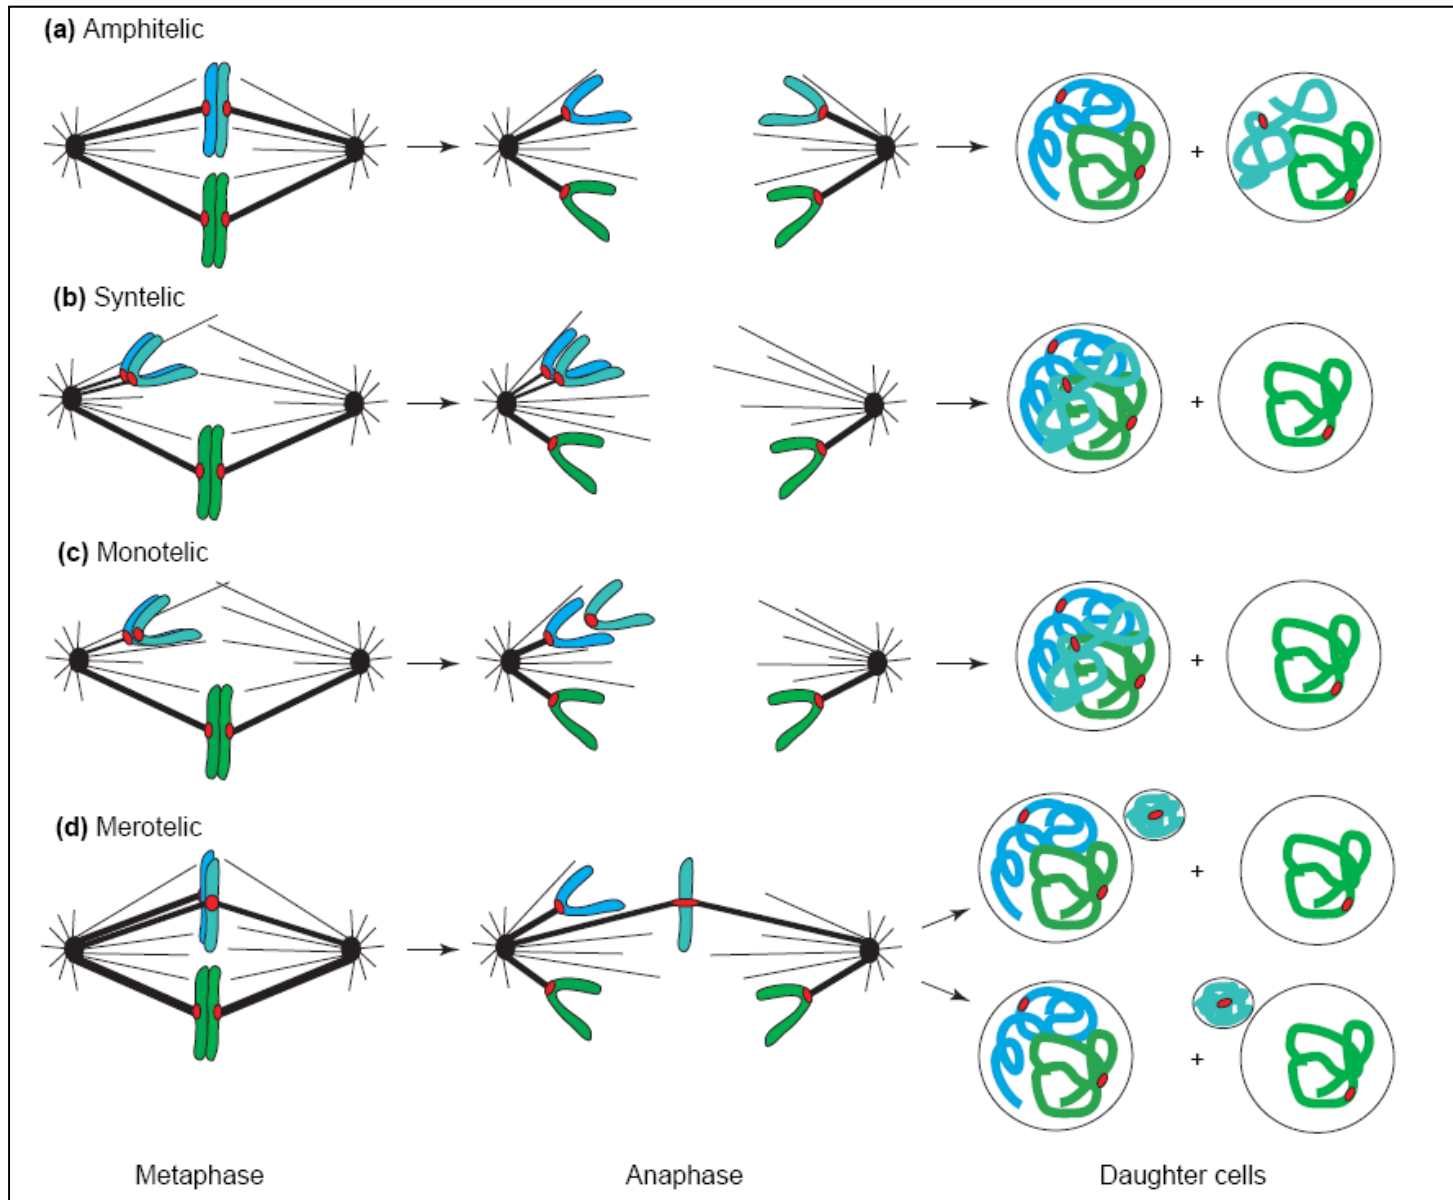 (a) Amphitelic
+
(b) Syntelic
+
(c) Monotelic
+
(d) Merotelic
+
+
Metaphase Anaphase Daughter cells